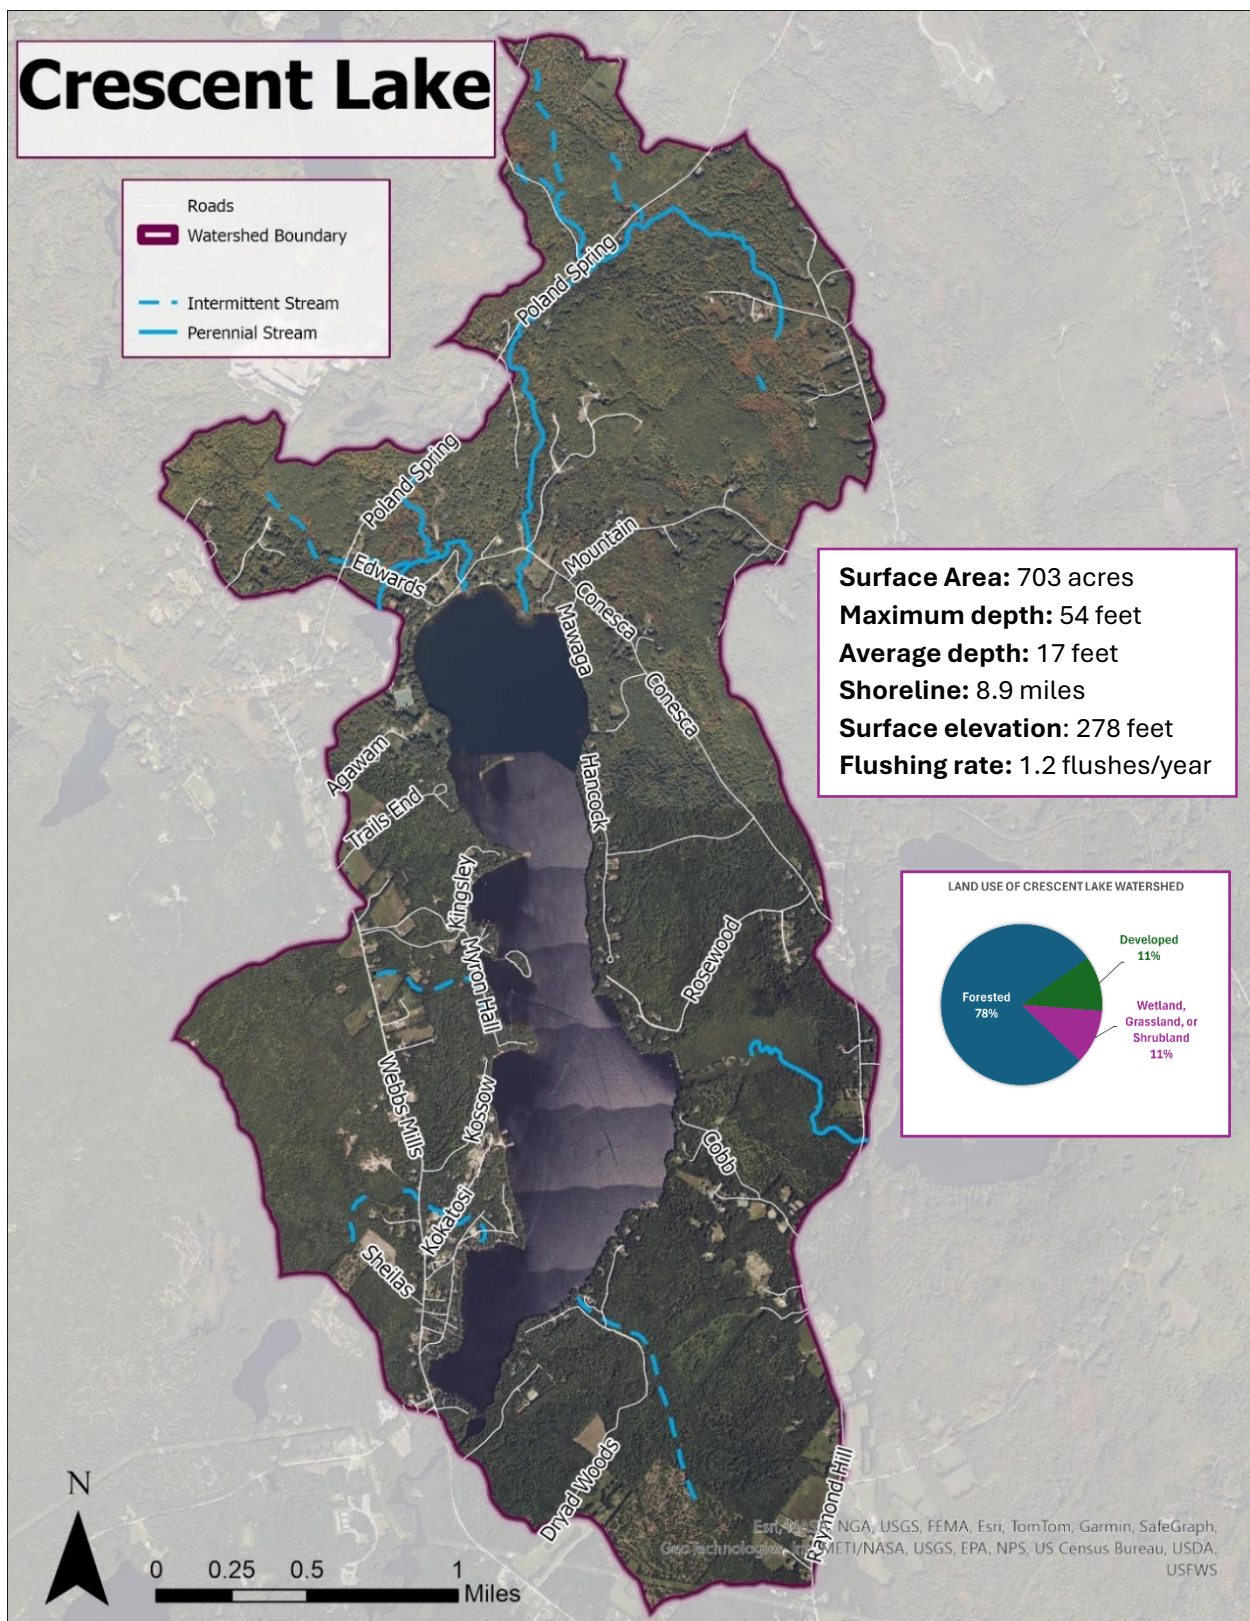 Crescent Lake
Roads
Watershed Boundary
Intermittent Stream
Perennial Stream
Poland Spring
Poland Spring
Edwards
Mountain
Conesca
Mawaga
Conesca
Surface Area: 703 acres
Maximum depth: 54 feet
Average depth: 17 feet
Shoreline: 8.9 miles
Surface elevation: 278 feet
Flushing rate: 1.2 flushes/year
Agawam
Hancock
Trails End
Kingsley
LAND USE OF CRESCENT LAKE WATERSHED
Developed
11%
Forested
78%
Wetland,
Grassland, or
Shrubland
11%
Myron Hall
Rosewood
Webbs Mills
Kossow
Cobb
Kokatosi
Sheilas
Dryad Woods
Raymond Hill
N
0 0.25 0.5 1
Miles
Esri, NASA, NGA, USGS, FEMA, Esri, TomTom, Garmin, SafeGraph,
GeoTechnologies, Inc, METI/NASA, USGS, EPA, NPS, US Census Bureau, USDA,
USFWS